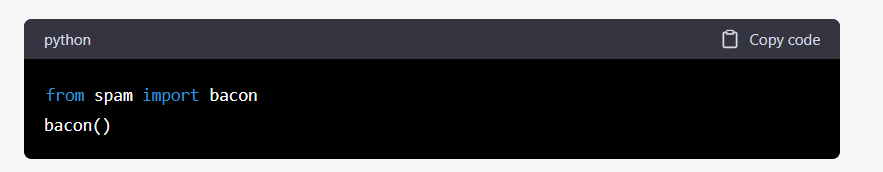 python
Copy code
from spam import bacon
bacon()